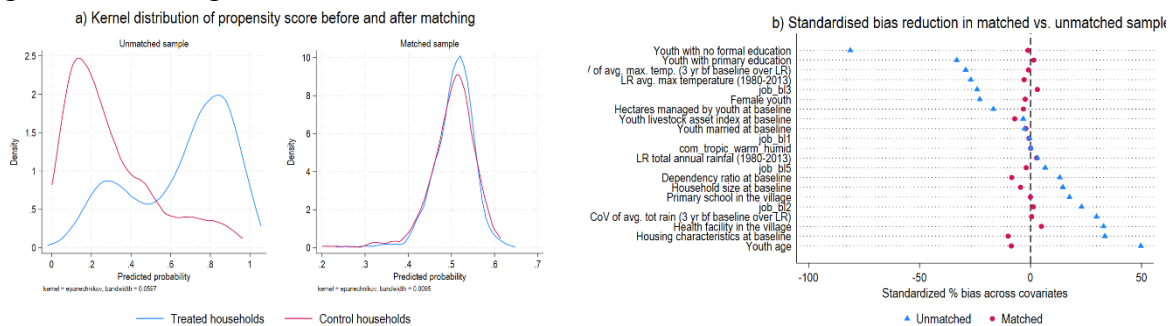 a) Kernel distribution of propensity score before and after matching
Unmatched sample
Matched sample
Density
2.5
2
1.5
1
.5
0
0
.2
.4
.6
.8
1
Predicted probability
kernel = epanechnikov, bandwidth = 0.0597
Density
10
8
6
4
2
0
.2
.3
.4
.5
.6
.7
Predicted probability
kernel = epanechnikov, bandwidth = 0.0095
Treated households
Control households
b) Standardised bias reduction in matched vs. unmatched sample
Youth with no formal education
Youth with primary education
of avg. max. temp. (3 yr bf baseline over LR)
LR avg. max temperature (1980-2013)
job_bl3
Female youth
Hectares managed by youth at baseline
Youth livestock asset index at baseline
Youth married at baseline
job_bl1
com_tropic_warm_humid
LR total annual rainfall (1980-2013)
job_bl5
Dependency ratio at baseline
Household size at baseline
Primary school in the village
job_bl2
CoV of avg. tot rain (3 yr bf baseline over LR)
Health facility in the village
Housing characteristics at baseline
Youth age
-100
-50
0
50
Standardized % bias across covariates
Unmatched
Matched